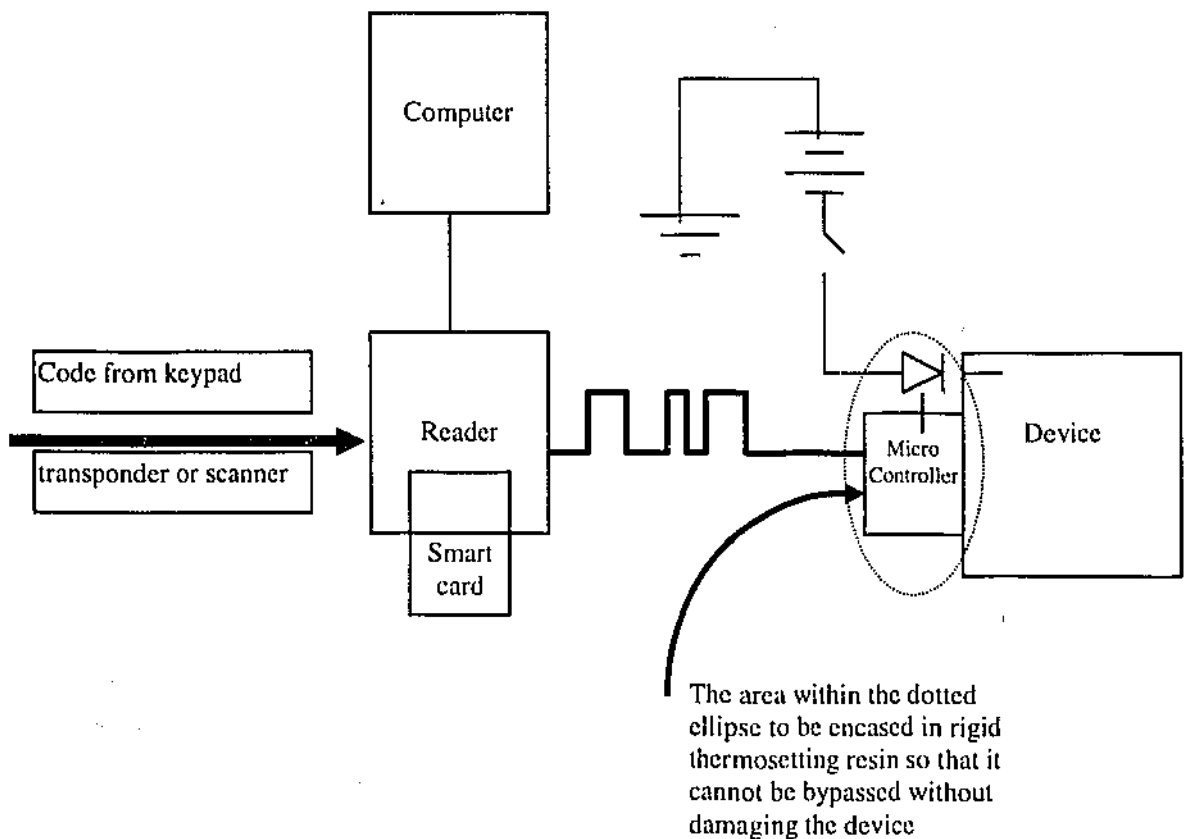 Computer
Code from keypad
transponder or scanner
Reader
Smart
card
Micro
Controller
Device
The area within the dotted
ellipse to be encased in rigid
thermosetting resin so that it
cannot be bypassed without
damaging the device